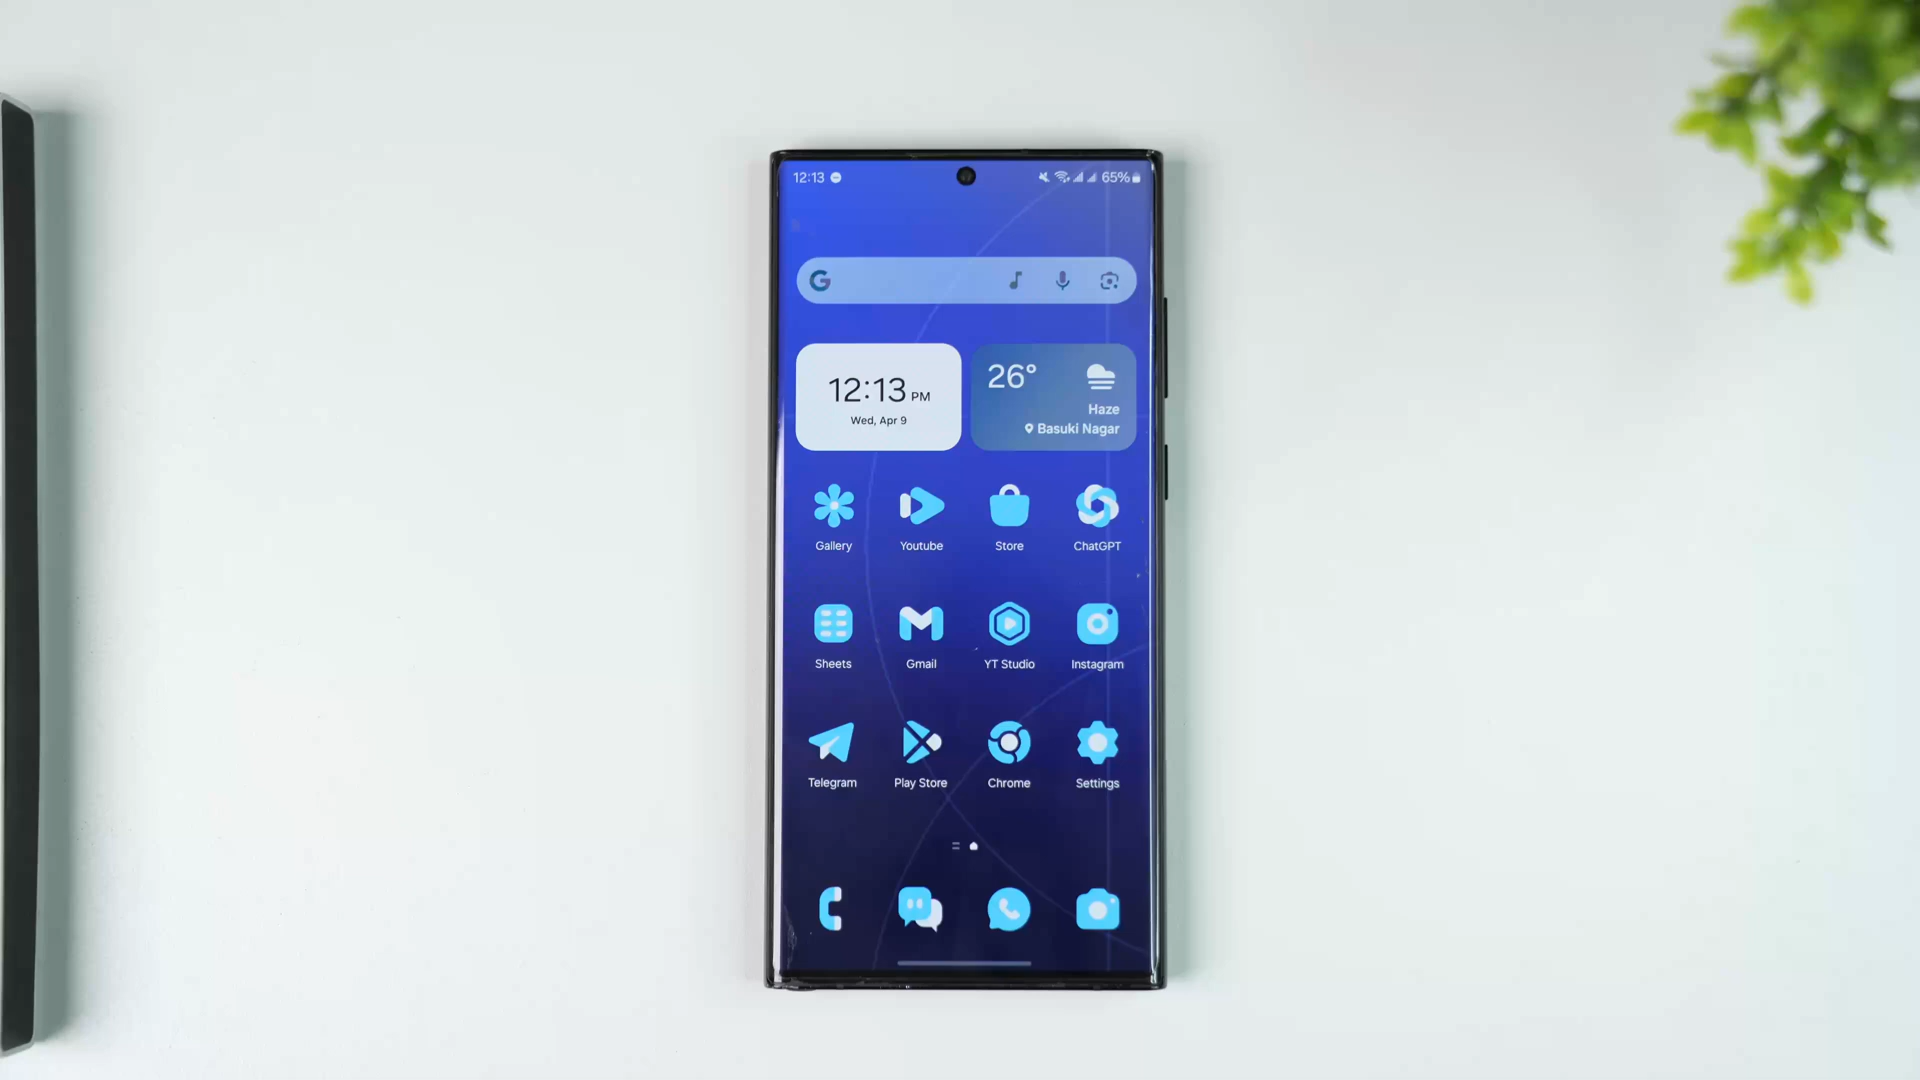 12:13
65%
G
12:13 PM
Wed, Apr 9
26°
Haze
Basuki Nagar
Gallery
Youtube
Store
ChatGPT
Sheets
Gmail
YT Studio
Instagram
Telegram
Play Store
Chrome
Settings